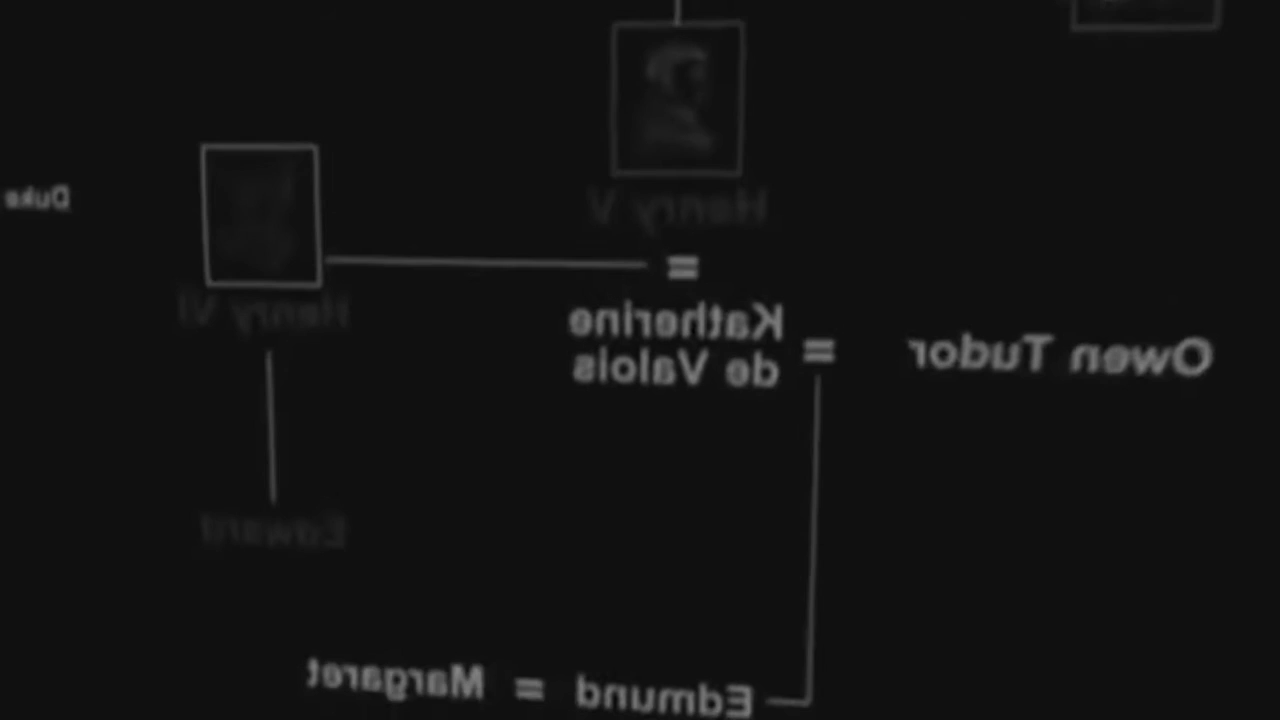 Henry V
Duke
=
Henry VI
Katherine
de Valois
= Owen Tudor
Edward
Margaret = Edmund